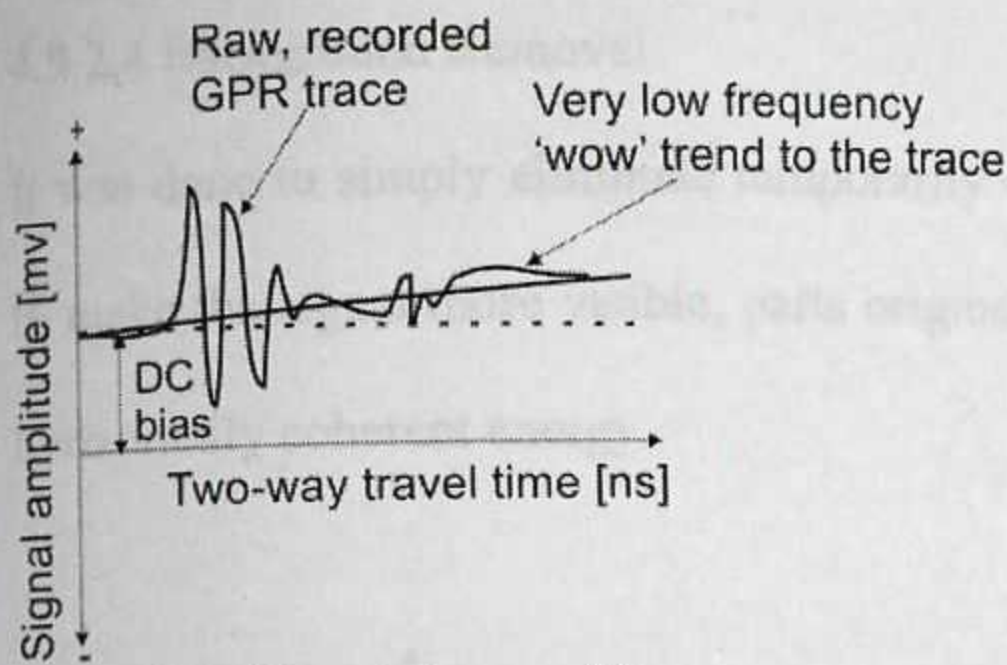 Raw, recorded
GPR trace
Very low frequency
'wow' trend to the trace
+
Signal amplitude [mv]
DC
bias
Two-way travel time [ns]
-